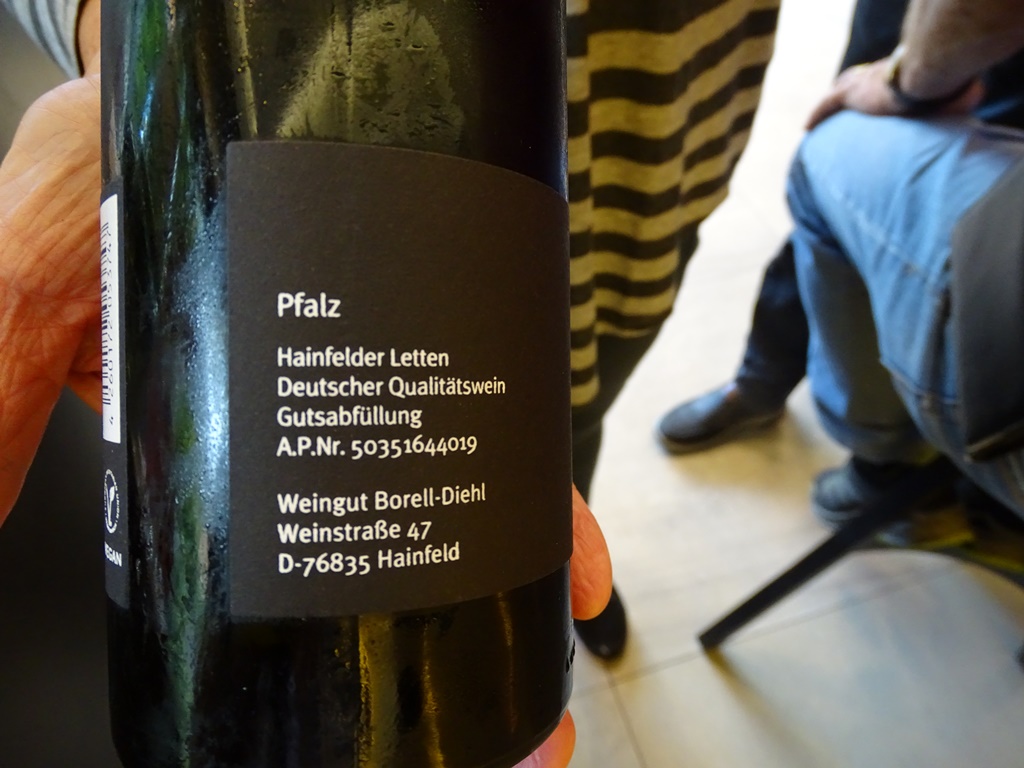 Pfalz
Hainfelder Letten
Deutscher Qualitätswein
Gutsabfüllung
A.P.Nr. 50351644019
Weingut Borell-Diehl
Weinstraße 47
D-76835 Hainfeld